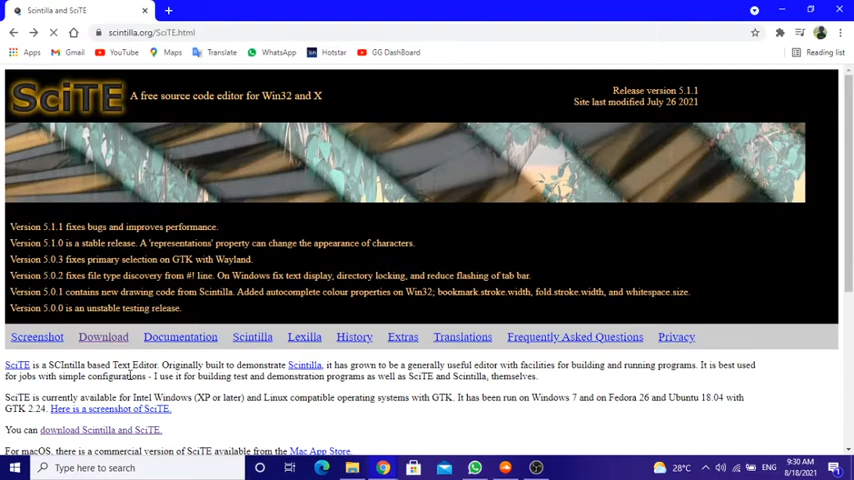 Scintilla and SciTE
scintilla.org/SciTE.html
Apps Gmail YouTube Maps Translate WhatsApp Hotstar GG DashBoard Reading list
SciTE A free source code editor for Win32 and X
Release version 5.1.1
Site last modified July 26 2021
Version 5.1.1 fixes bugs and improves performance.
Version 5.1.0 is a stable release. A 'representations' property can change the appearance of characters.
Version 5.0.3 fixes primary selection on GTK with Wayland.
Version 5.0.2 fixes file type discovery from #! line. On Windows fix text display, directory locking, and reduce flashing of tab bar.
Version 5.0.1 contains new drawing code from Scintilla. Added autocomplete colour properties on Win32; bookmark.stroke.width, fold.stroke.width, and whitespace.size.
Version 5.0.0 is an unstable testing release.
Screenshot Download Documentation Scintilla Lexilla History Extras Translations Frequently Asked Questions Privacy
SciTE is a SCIntilla based Text Editor. Originally built to demonstrate Scintilla, it has grown to be a generally useful editor with facilities for building and running programs. It is best used
for jobs with simple configurations - I use it for building test and demonstration programs as well as SciTE and Scintilla, themselves.
SciTE is currently available for Intel Windows (XP or later) and Linux compatible operating systems with GTK. It has been run on Windows 7 and on Fedora 26 and Ubuntu 18.04 with
GTK 2.24. Here is a screenshot of SciTE.
You can download Scintilla and SciTE.
For macOS, there is a commercial version of SciTE available from the Mac App Store.
Type here to search 28°C ENG 9:30 AM
8/18/2021